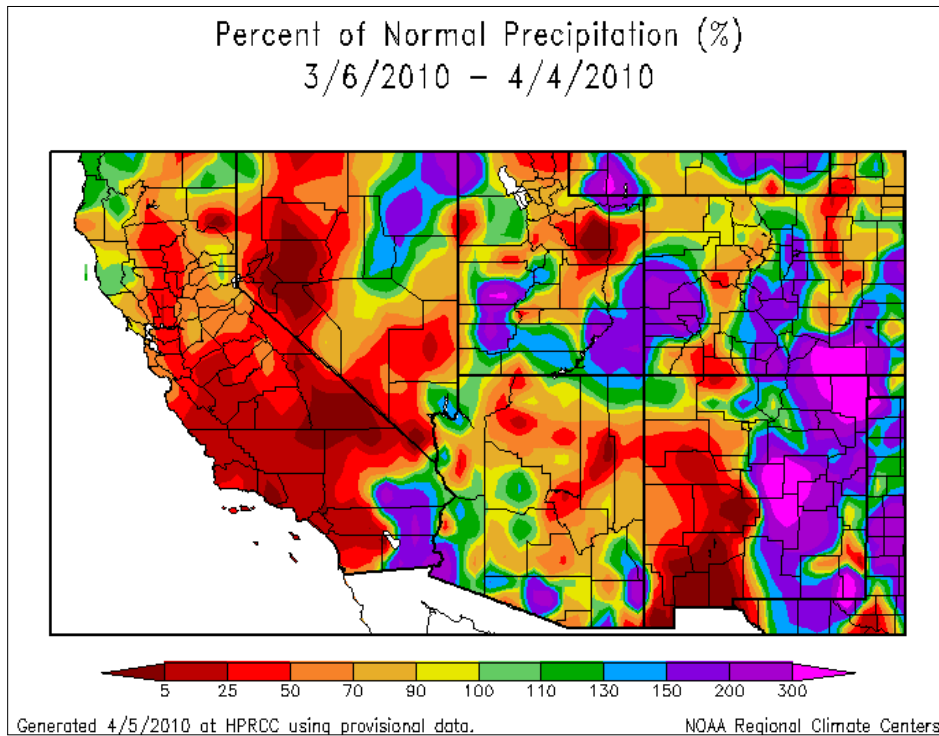 Percent of Normal Precipitation (%)
3/6/2010 – 4/4/2010
5 25 50 70 90 100 110 130 150 200 300
Generated 4/5/2010 at HPRCC using provisional data. NOAA Regional Climate Centers